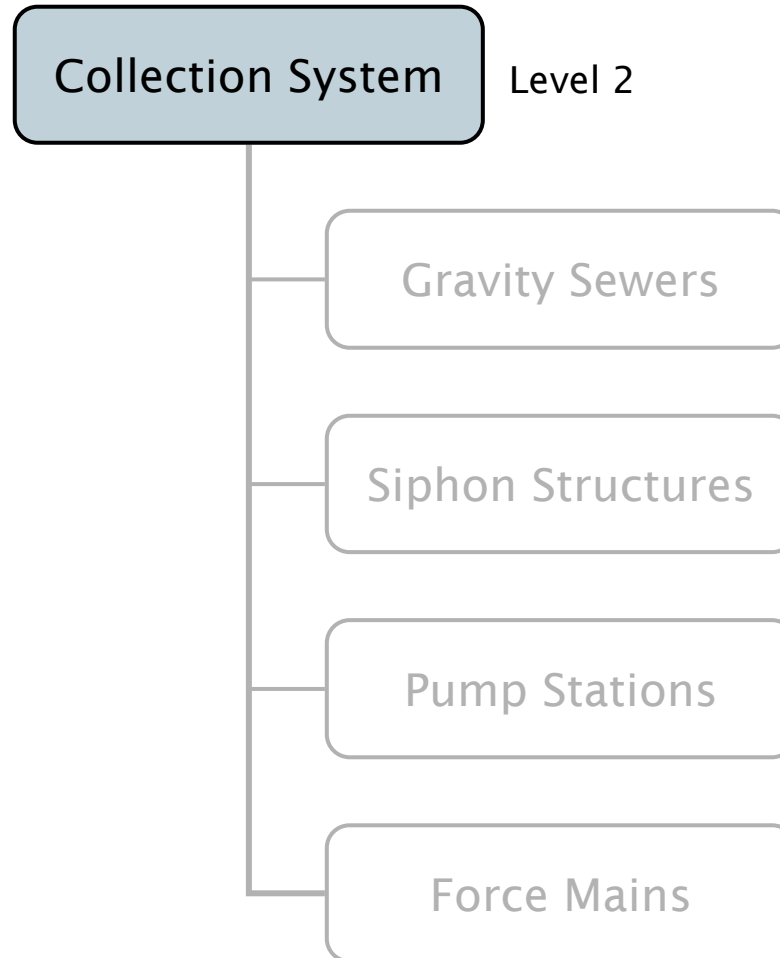 Collection System
Level 2
Gravity Sewers
Siphon Structures
Pump Stations
Force Mains